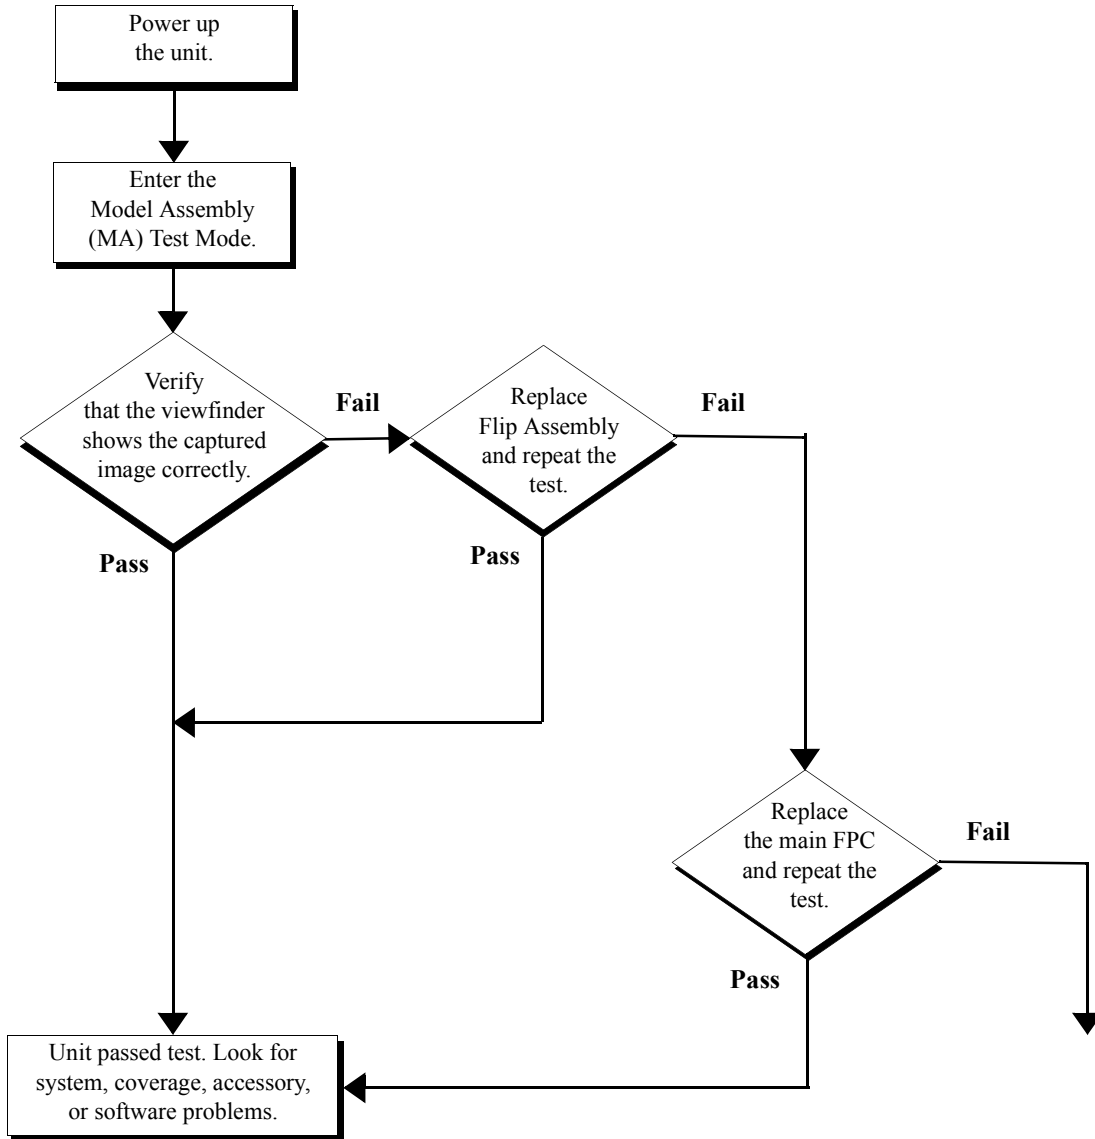 Power up
the unit.
Enter the
Model Assembly
(MA) Test Mode.
Verify
that the viewfinder
shows the captured
image correctly.
Fail
Pass
Replace
Flip Assembly
and repeat the
test.
Fail
Pass
Replace
the main FPC
and repeat the
test.
Fail
Pass
Unit passed test. Look for
system, coverage, accessory,
or software problems.